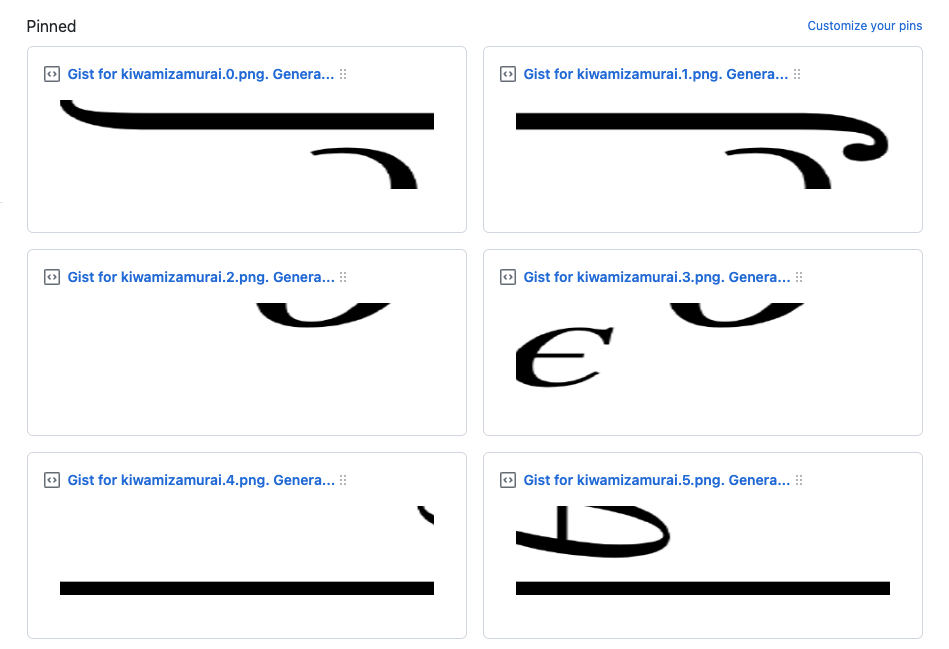 Pinned
Customize your pins
Gist for kiwamizamurai.0.png. Genera...
Gist for kiwamizamurai.1.png. Genera...
Gist for kiwamizamurai.2.png. Genera...
Gist for kiwamizamurai.3.png. Genera...
ϵ
Gist for kiwamizamurai.4.png. Genera...
Gist for kiwamizamurai.5.png. Genera...